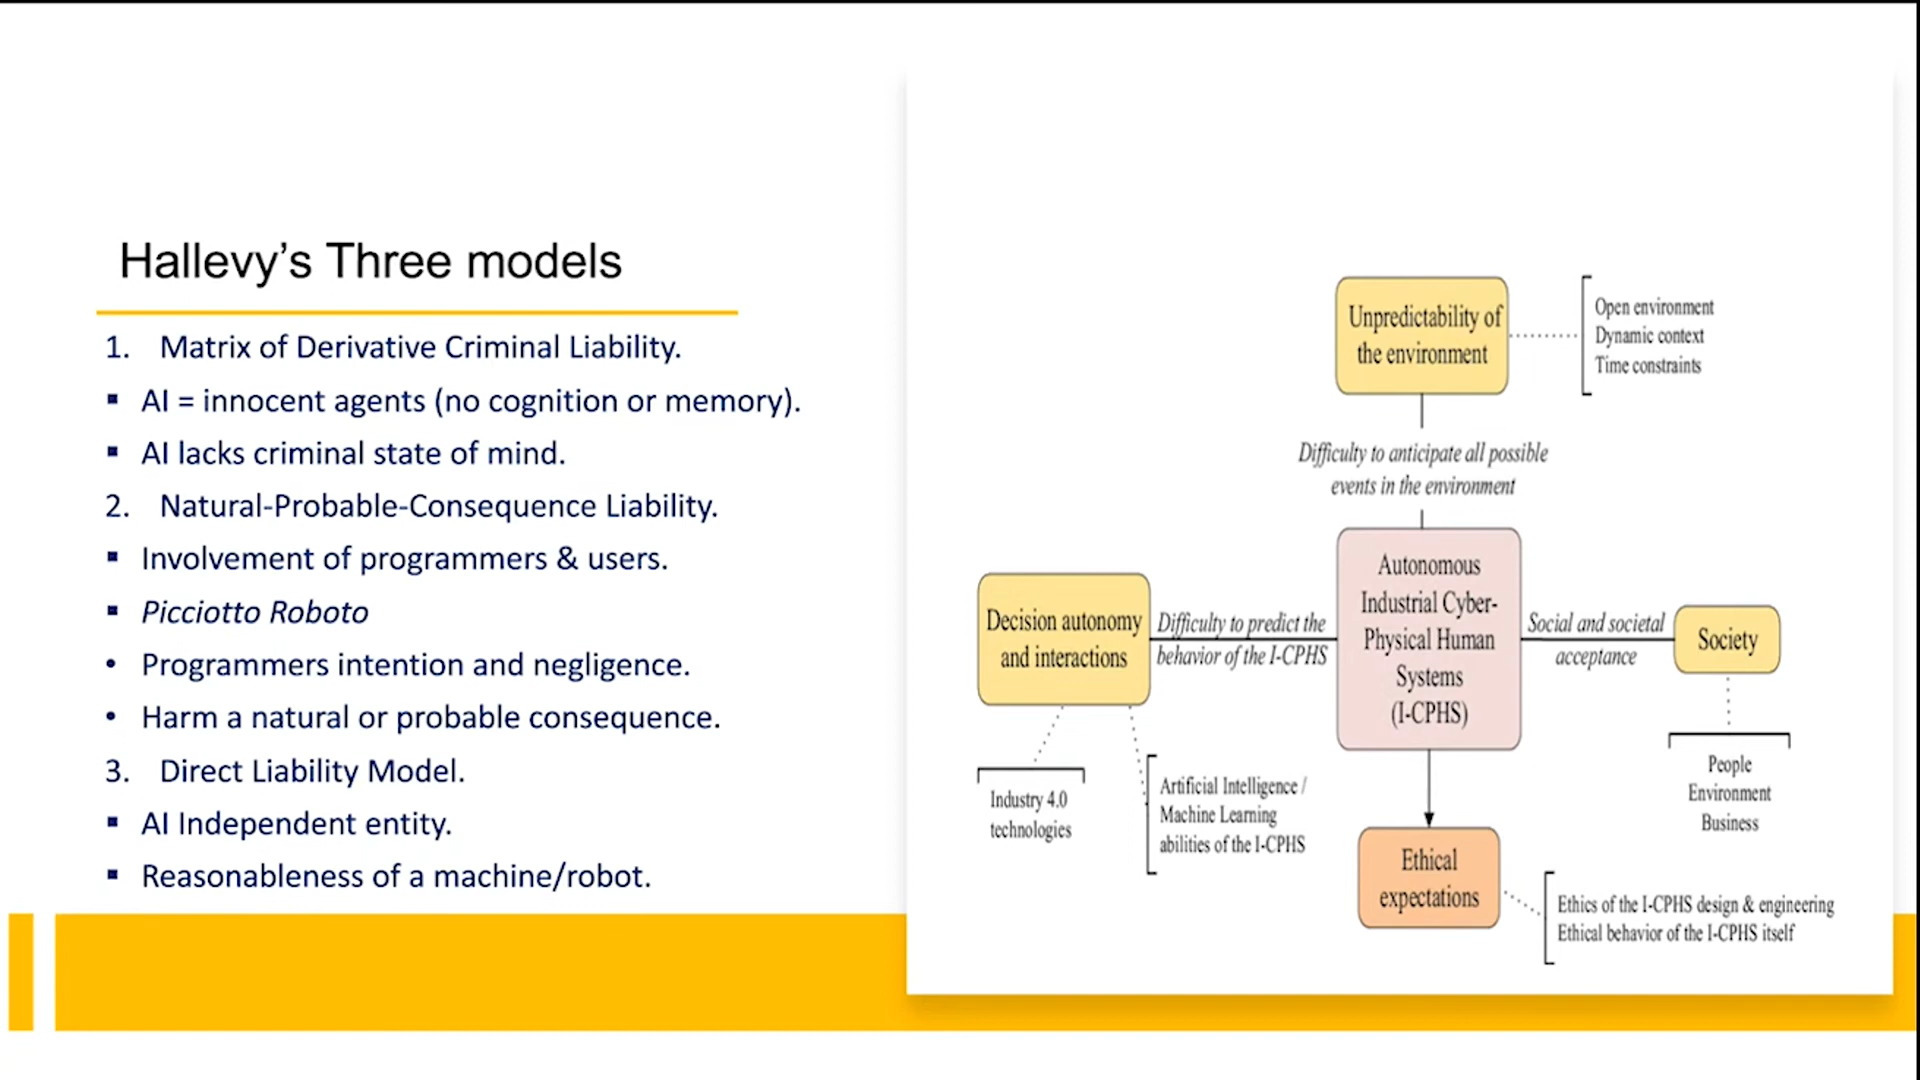 Hallevy’s Three models
1. Matrix of Derivative Criminal Liability.
▪ AI = innocent agents (no cognition or memory).
▪ AI lacks criminal state of mind.
2. Natural-Probable-Consequence Liability.
▪ Involvement of programmers & users.
▪ Picciotto Roboto
• Programmers intention and negligence.
• Harm a natural or probable consequence.
3. Direct Liability Model.
▪ AI Independent entity.
▪ Reasonableness of a machine/robot.
Unpredictability of
the environment
Open environment
Dynamic context
Time constraints
Difficulty to anticipate all possible
events in the environment
Decision autonomy
and interactions
Difficulty to predict the
behavior of the I-CPHS
Autonomous
Industrial Cyber-
Physical Human
Systems
(I-CPHS)
Social and societal
acceptance
Society
Industry 4.0
technologies
Artificial Intelligence /
Machine Learning
abilities of the I-CPHS
People
Environment
Business
Ethical
expectations
Ethics of the I-CPHS design & engineering
Ethical behavior of the I-CPHS itself